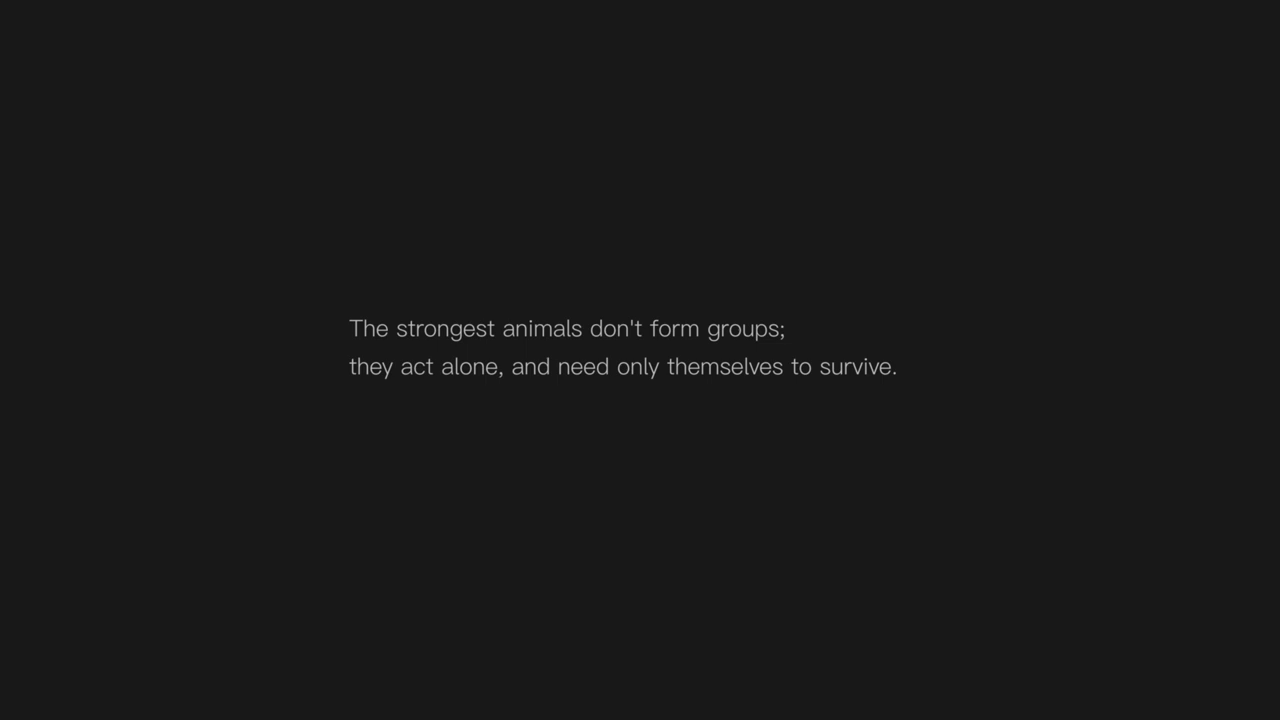 The strongest animals don't form groups;
they act alone, and need only themselves to survive.